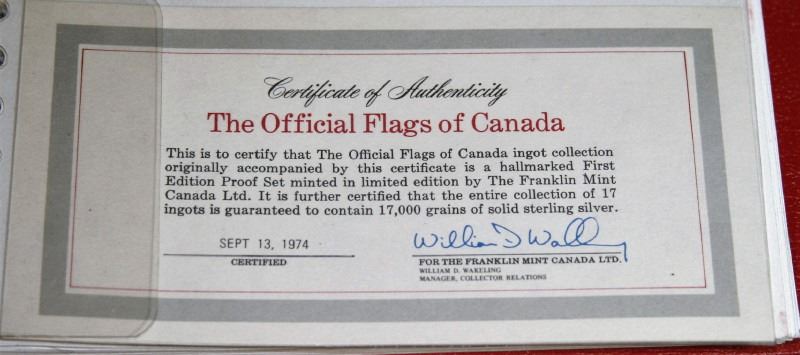 Certificate of Authenticity
The Official Flags of Canada
This is to certify that The Official Flags of Canada ingot collection
originally accompanied by this certificate is a hallmarked First
Edition Proof Set minted in limited edition by The Franklin Mint
Canada Ltd. It is further certified that the entire collection of 17
ingots is guaranteed to contain 17,000 grains of solid sterling silver.
SEPT 13, 1974
CERTIFIED
William D Wakeling
FOR THE FRANKLIN MINT CANADA LTD.
WILLIAM D. WAKELING
MANAGER, COLLECTOR RELATIONS